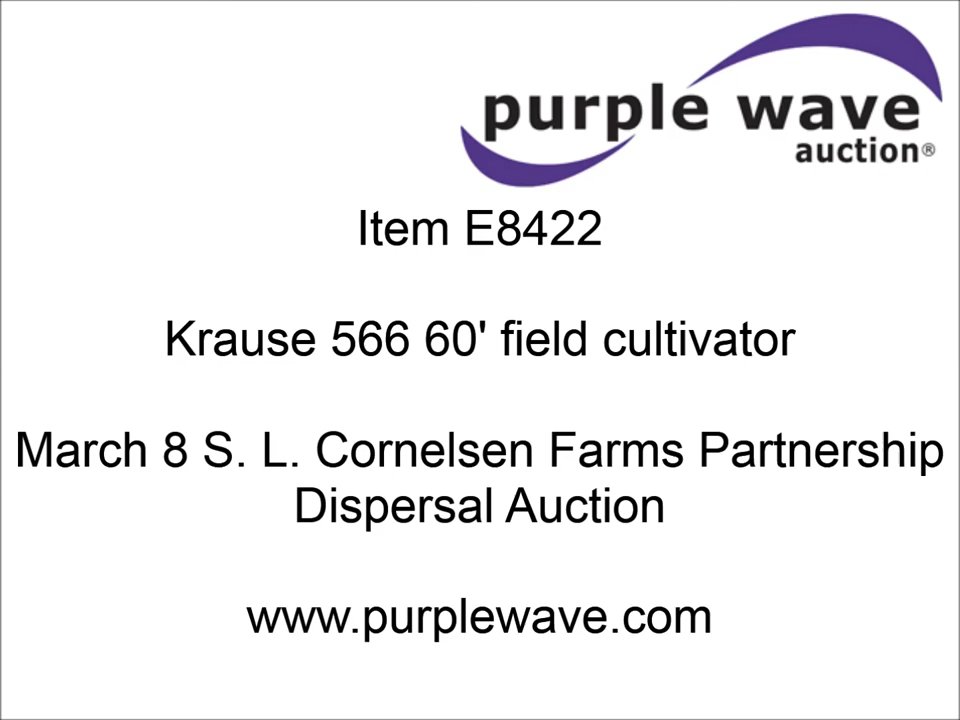 purple wave
auction®
Item E8422
Krause 566 60' field cultivator
March 8 S. L. Cornelsen Farms Partnership
Dispersal Auction
www.purplewave.com